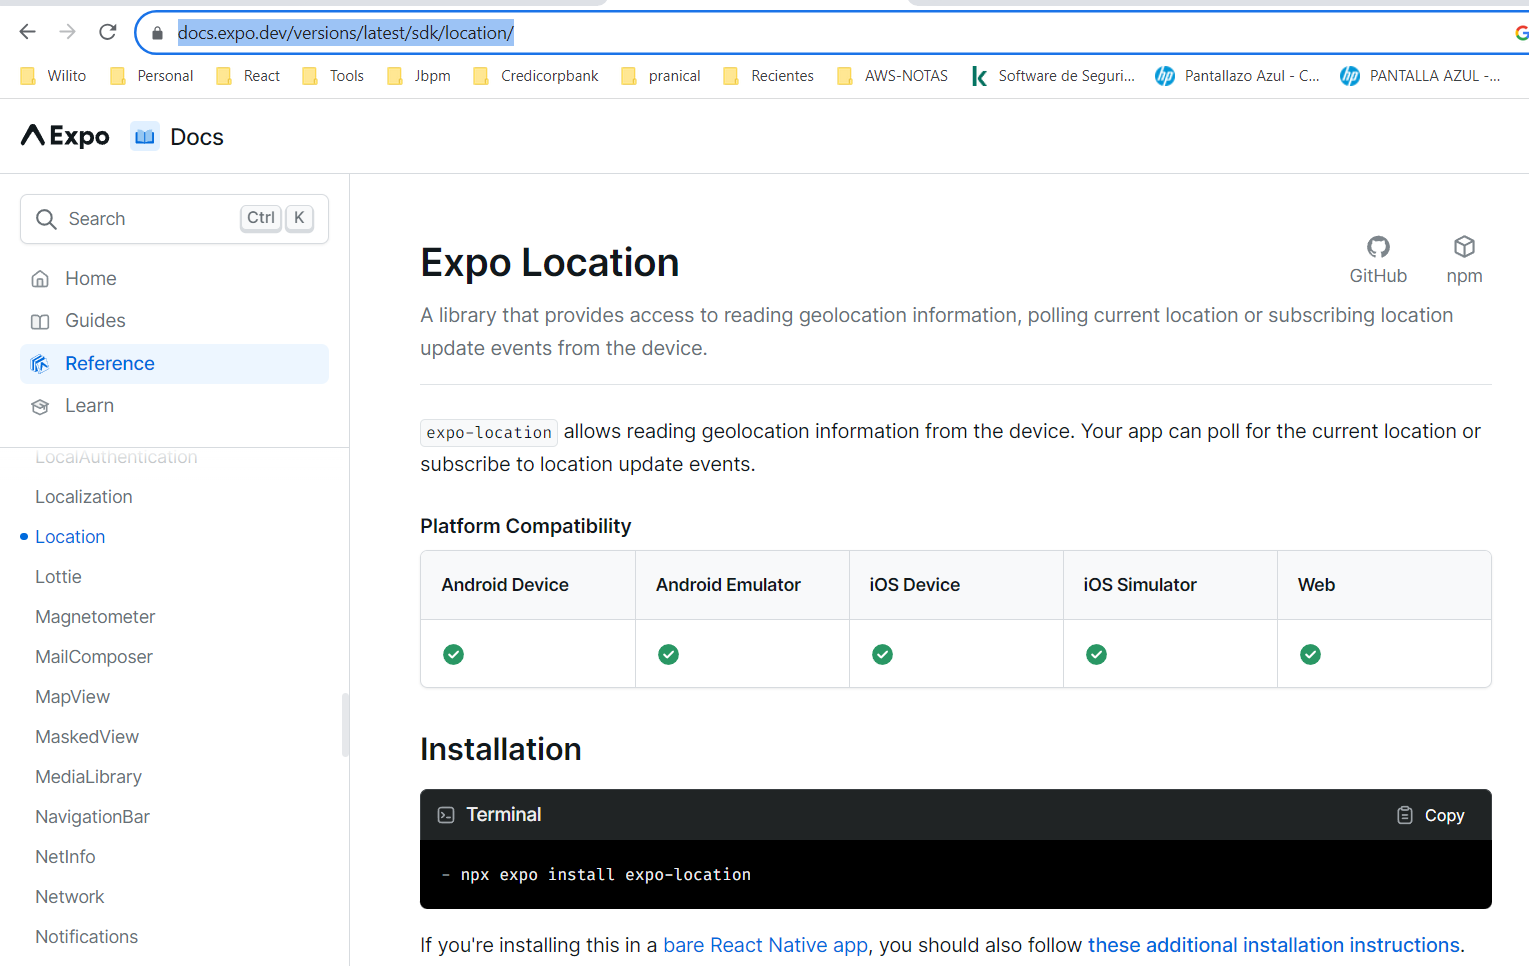 docs.expo.dev/versions/latest/sdk/location/
Wilito Personal React Tools Jbpm Credicorpbank pranical Recientes AWS-NOTAS Software de Seguri... Pantallazo Azul - C... PANTALLA AZUL -...
Expo Docs
Search Ctrl K
Home
Guides
Reference
Learn
LocalAuthentication
Localization
Location
Lottie
Magnetometer
MailComposer
MapView
MaskedView
MediaLibrary
NavigationBar
NetInfo
Network
Notifications
Expo Location
GitHub npm
A library that provides access to reading geolocation information, polling current location or subscribing location
update events from the device.
expo-location allows reading geolocation information from the device. Your app can poll for the current location or
subscribe to location update events.
Platform Compatibility
Android Device Android Emulator iOS Device iOS Simulator Web
Installation
Terminal Copy
- npx expo install expo-location
If you're installing this in a bare React Native app, you should also follow these additional installation instructions.